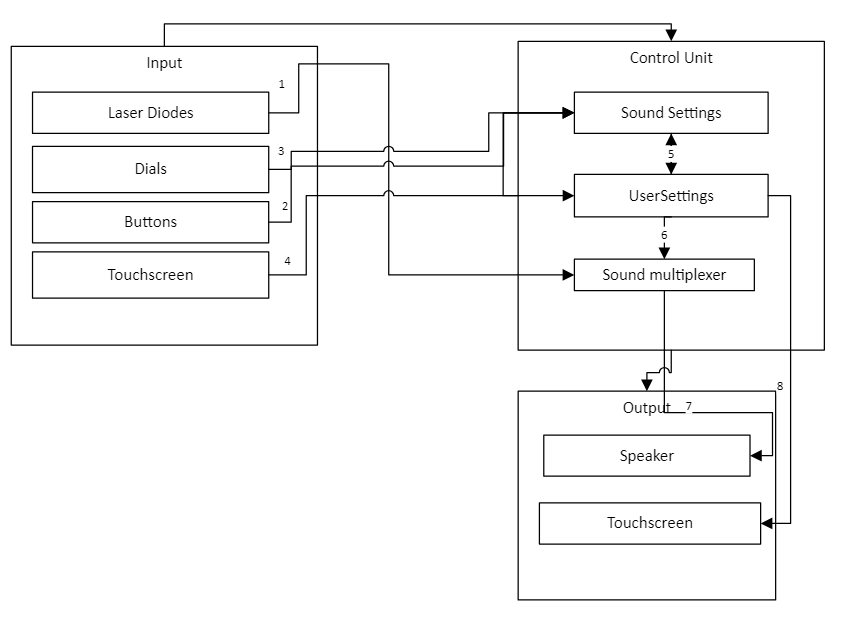 Input
1
Laser Diodes
3
Dials
2
Buttons
4
Touchscreen
Control Unit
Sound Settings
5
UserSettings
6
Sound multiplexer
8
Output
7
Speaker
Touchscreen